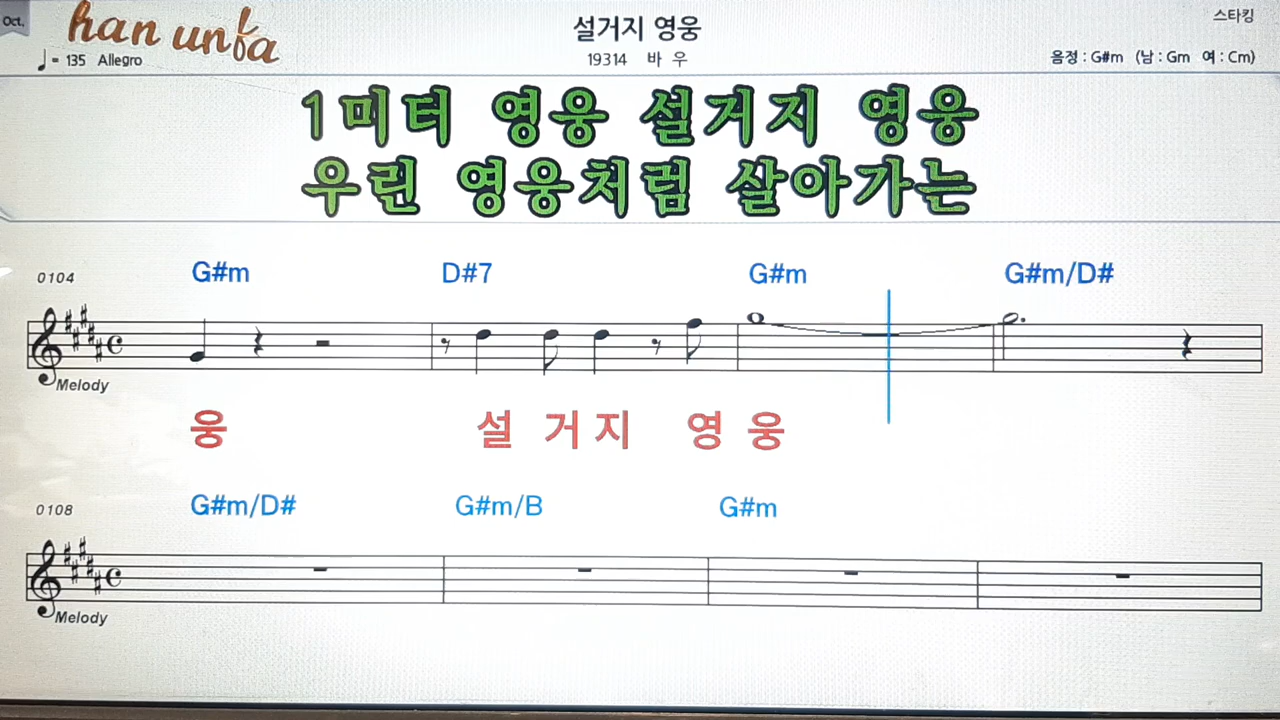 Oct.
han unfa
설거지 영웅
스타킹
♩= 135 Allegro
19314 바 우
음정 : G#m (남 : Gm 여 : Cm)
1미터 영웅 설거지 영웅
우린 영웅처럼 살아가는
0104 G#m D#7 G#m G#m/D#
Melody
웅 설 거 지 영 웅
0108 G#m/D# G#m/B G#m
Melody